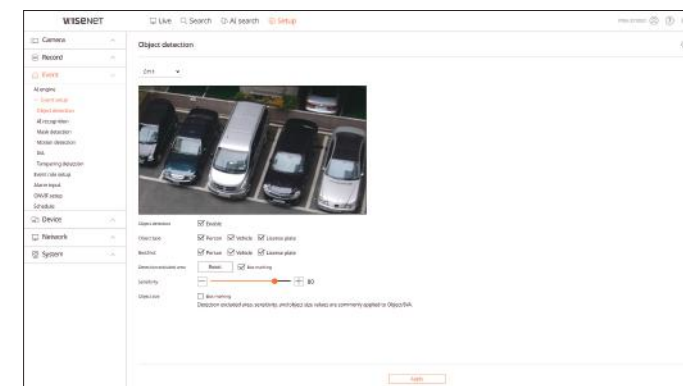 WISENET
Live Search AI search Setup
Camera
Object detection
Record
Event
CH1
AI engine
Event setup
Object detection
AI recognition
Mask detection
Motion detection
IVA
Tampering detection
Event rule setup
Alarm input
ONVIF setup
Schedule
Device
Object detection Enable
Network
Object type Person Vehicle License plate
System
BestShot Person Vehicle License plate
Detection excluded area Reset Box marking
Sensitivity 80
Object size Box marking
Detection excluded area, sensitivity, and object size values are commonly applied to Object/IVA.
Apply